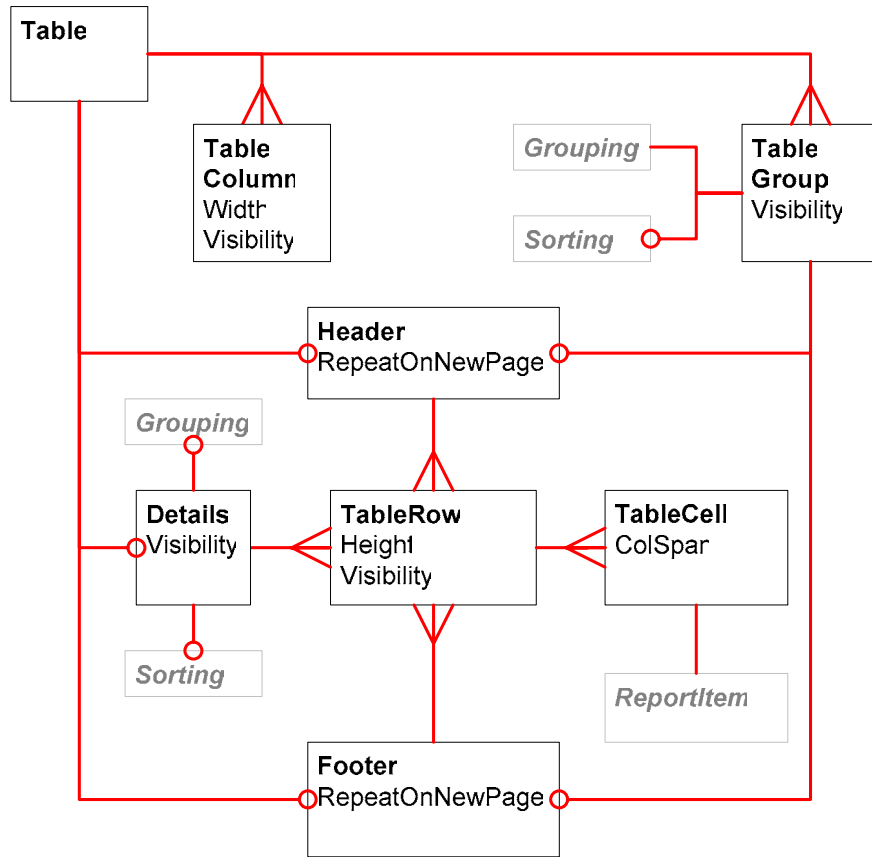 Table
Table
Column
Width
Visibility
Grouping
Sorting
Table
Group
Visibility
Header
RepeatOnNewPage
Grouping
Details
Visibility
TableRow
Height
Visibility
TableCell
ColSpan
Sorting
ReportItem
Footer
RepeatOnNewPage